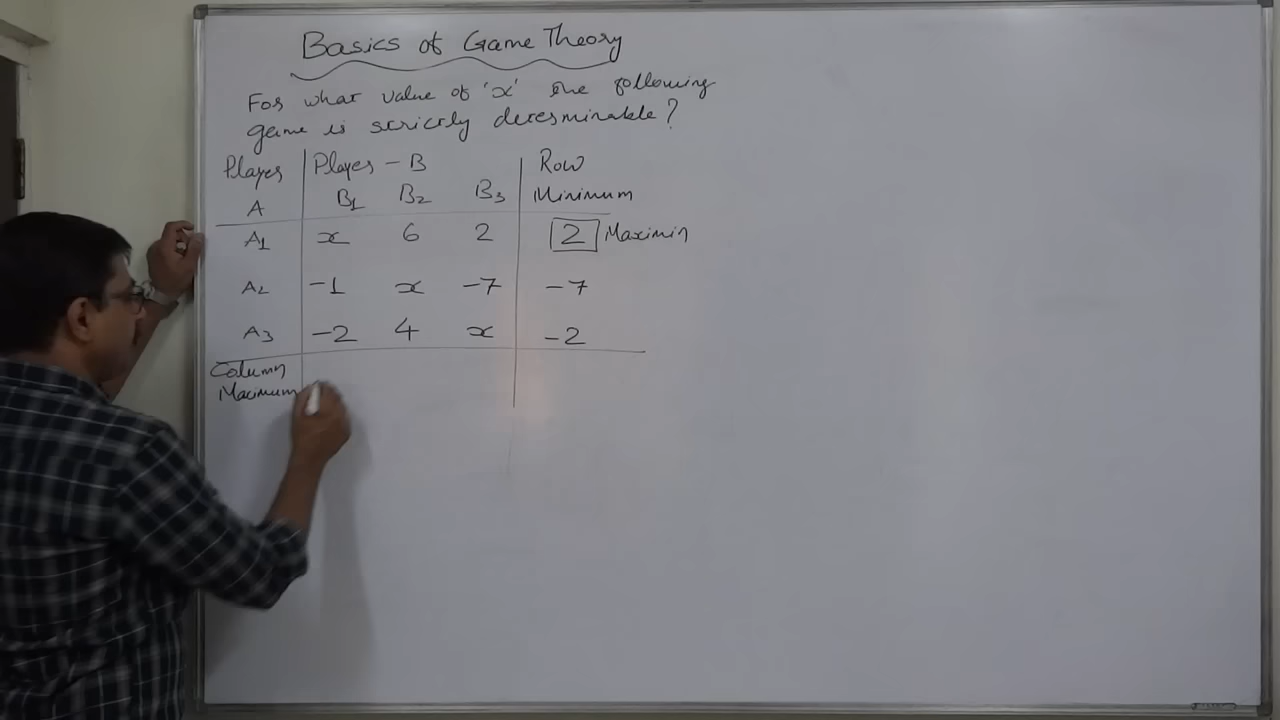 Basics of Game Theory
For what value of 'x' the following
game is strictly determinable?
Player Player - B Row
A B1 B2 B3 Minimum
A1 x 6 2 2 Maximin
A2 -1 x -7 -7
A3 -2 4 x -2
Column
Maximum